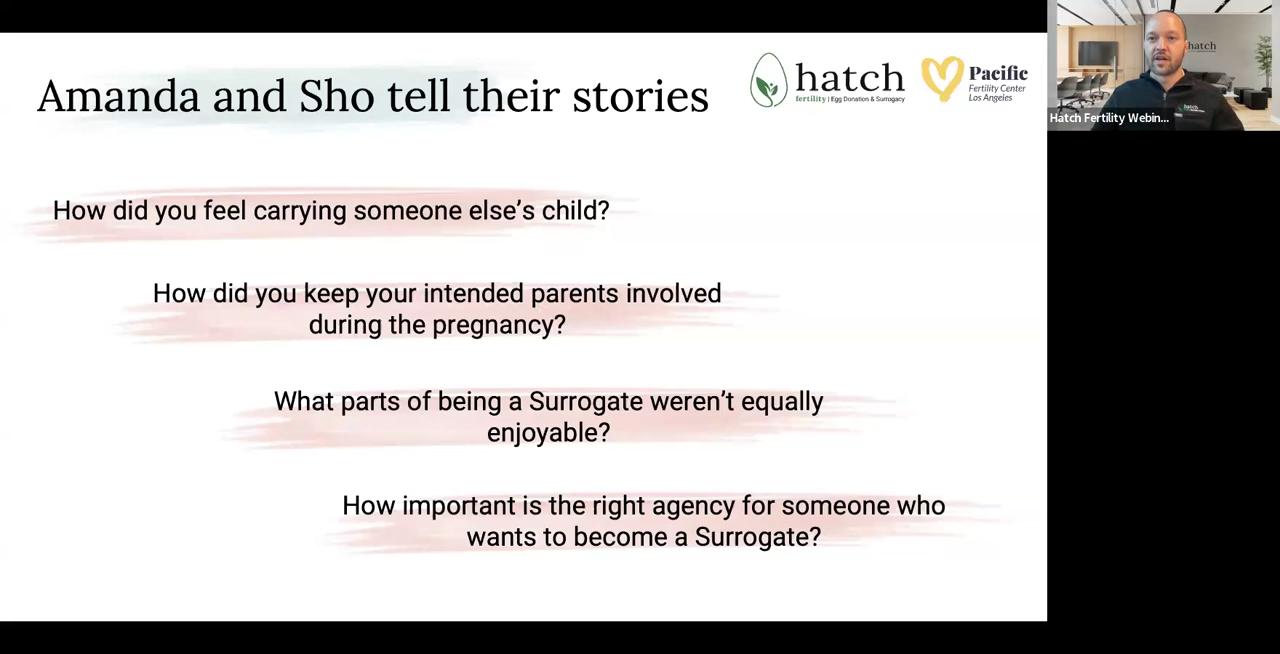 Amanda and Sho tell their stories
hatch
fertility | Egg Donation & Surrogacy
Pacific
Fertility Center
Los Angeles
How did you feel carrying someone else’s child?
How did you keep your intended parents involved
during the pregnancy?
What parts of being a Surrogate weren’t equally
enjoyable?
How important is the right agency for someone who
wants to become a Surrogate?
hatch
hatch
Hatch Fertility Webin...